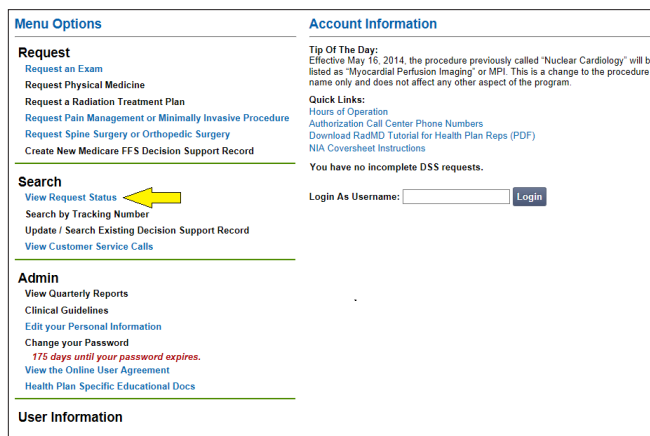 Menu Options
Request
Request an Exam
Request Physical Medicine
Request a Radiation Treatment Plan
Request Pain Management or Minimally Invasive Procedure
Request Spine Surgery or Orthopedic Surgery
Create New Medicare FFS Decision Support Record
Search
View Request Status
Search by Tracking Number
Update / Search Existing Decision Support Record
View Customer Service Calls
Admin
View Quarterly Reports
Clinical Guidelines
Edit your Personal Information
Change your Password
175 days until your password expires.
View the Online User Agreement
Health Plan Specific Educational Docs
User Information
Account Information
Tip Of The Day:
Effective May 16, 2014, the procedure previously called "Nuclear Cardiology" will b
listed as "Myocardial Perfusion Imaging" or MPI. This is a change to the procedure
name only and does not affect any other aspect of the program.
Quick Links:
Hours of Operation
Authorization Call Center Phone Numbers
Download RadMD Tutorial for Health Plan Reps (PDF)
NIA Coversheet Instructions
You have no incomplete DSS requests.
Login As Username: Login